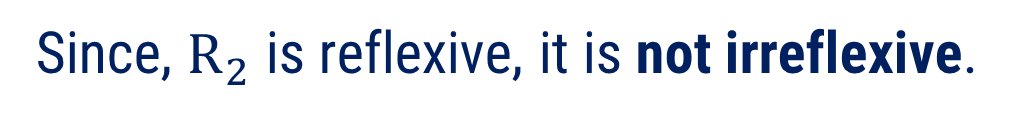 Since, R₂ is reflexive, it is not irreflexive.